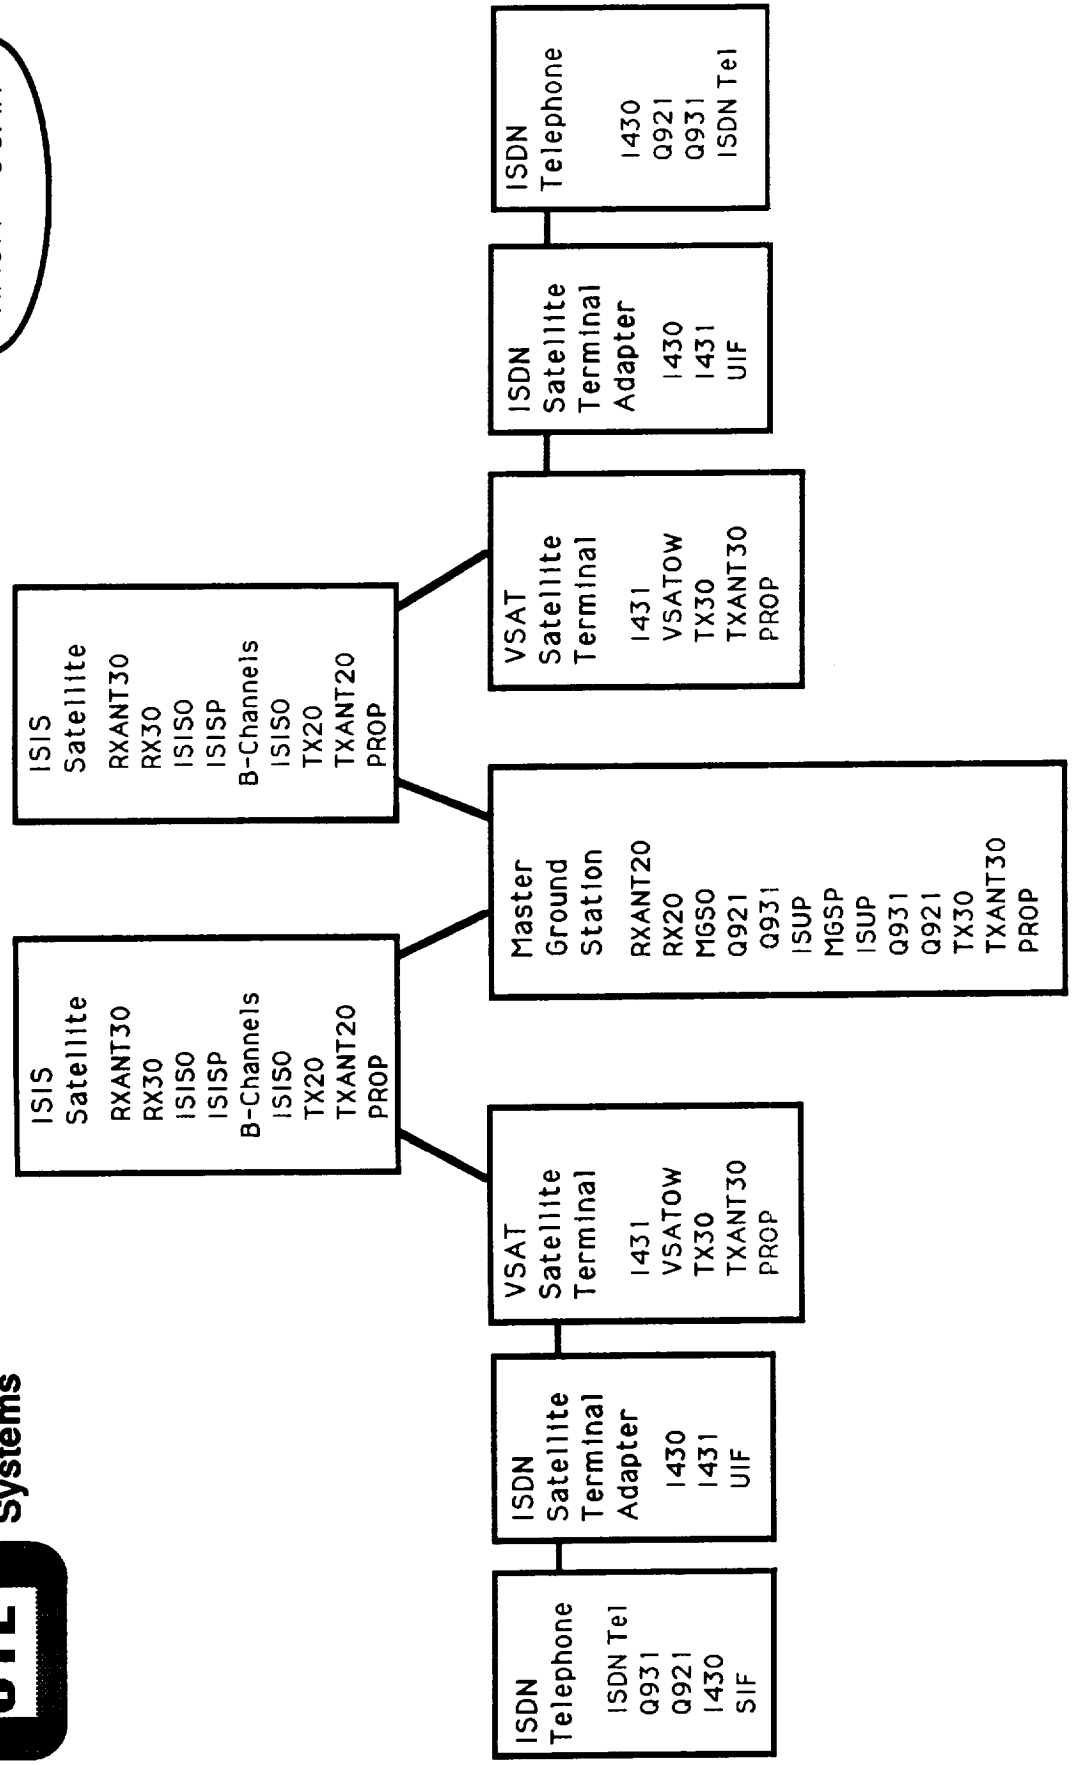 Systems
ISIS
Satellite
RXANT30
RX30
ISISO
ISISP
B-Channels
ISISO
TX20
TXANT20
PROP
ISIS
Satellite
RXANT30
RX30
ISISO
ISISP
B-Channels
ISISO
TX20
TXANT20
PROP
ISDN
Telephone
ISDN Tel
Q931
Q921
I430
SIF
ISDN
Satellite
Terminal
Adapter
I430
I431
UIF
VSAT
Satellite
Terminal
I431
VSATOW
TX30
TXANT30
PROP
Master
Ground
Station
RXANT20
RX20
MGSO
Q921
Q931
ISUP
MGSP
ISUP
Q931
Q921
TX30
TXANT30
PROP
VSAT
Satellite
Terminal
I431
VSATOW
TX30
TXANT30
PROP
ISDN
Satellite
Terminal
Adapter
I430
I431
UIF
ISDN
Telephone
I430
Q921
Q931
ISDN Tel